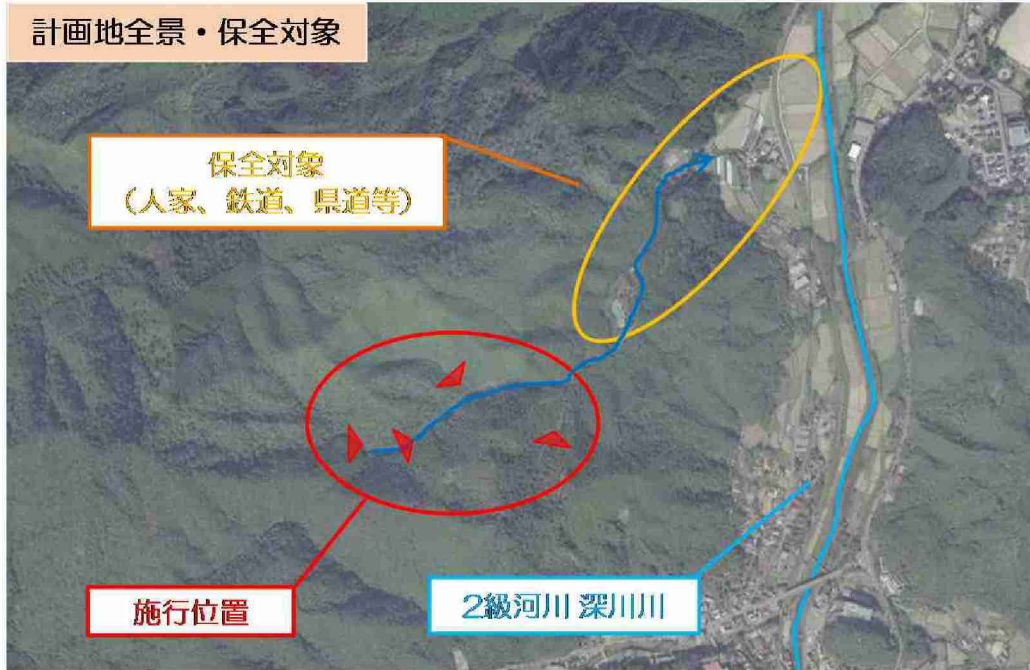 計画地全景・保全対象
保全対象
(人家、鉄道、県道等)
施行位置
2級河川 深川川